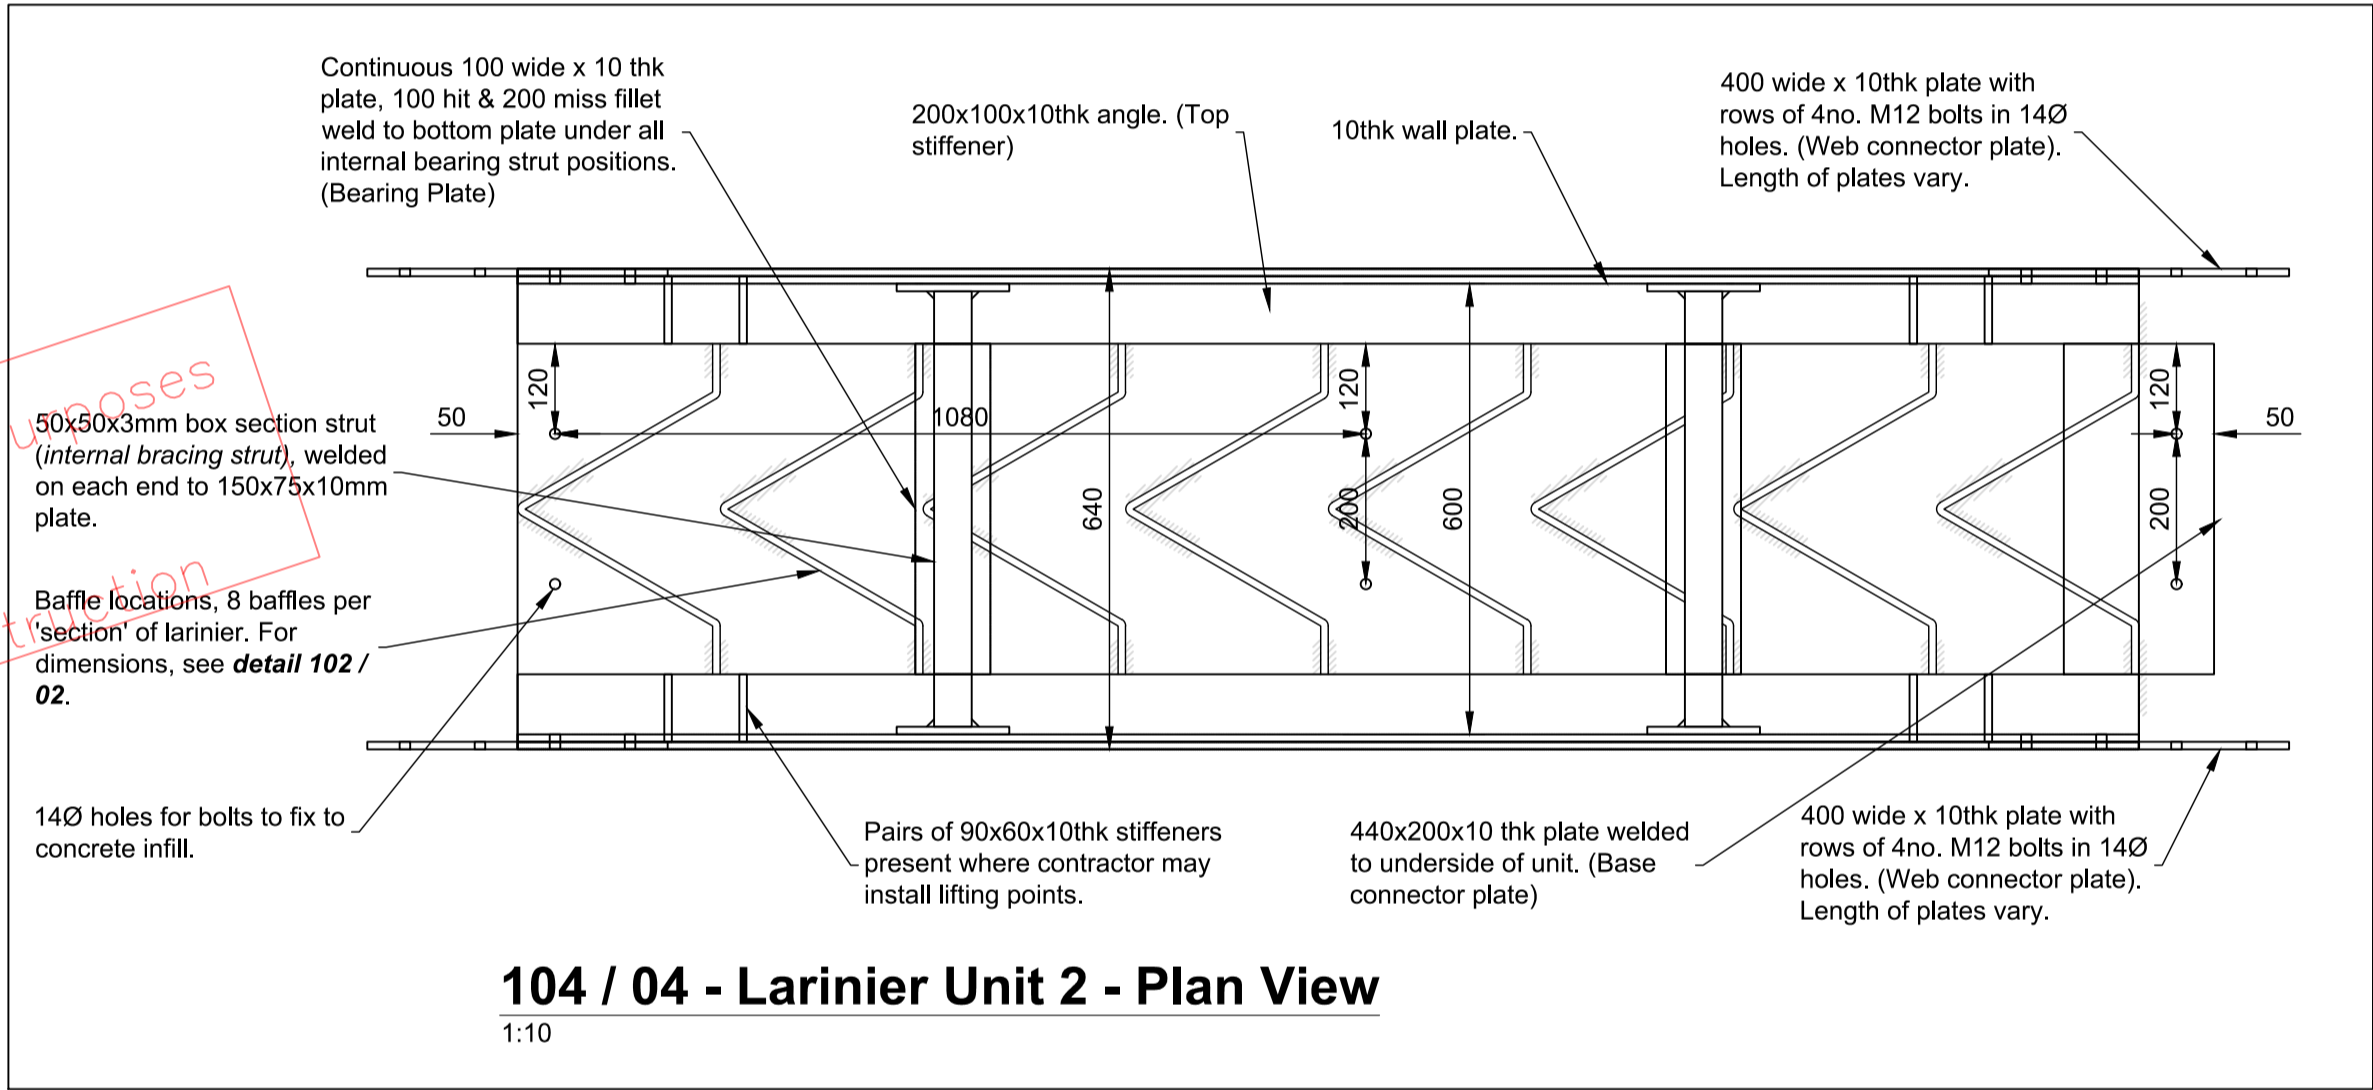 Continuous 100 wide x 10 thk
plate, 100 hit & 200 miss fillet
weld to bottom plate under all
internal bearing strut positions.
(Bearing Plate)
200x100x10thk angle. (Top
stiffener)
10thk wall plate.
400 wide x 10thk plate with
rows of 4no. M12 bolts in 14Ø
holes. (Web connector plate).
Length of plates vary.
50x50x3mm box section strut
(internal bracing strut), welded
on each end to 150x75x10mm
plate.
Baffle locations, 8 baffles per
'section' of larinier. For
dimensions, see detail 102 /
02.
14Ø holes for bolts to fix to
concrete infill.
50
120
1080
640
120
200
600
120
200
50
Pairs of 90x60x10thk stiffeners
present where contractor may
install lifting points.
440x200x10 thk plate welded
to underside of unit. (Base
connector plate)
400 wide x 10thk plate with
rows of 4no. M12 bolts in 14Ø
holes. (Web connector plate).
Length of plates vary.
104 / 04 - Larinier Unit 2 - Plan View
1:10